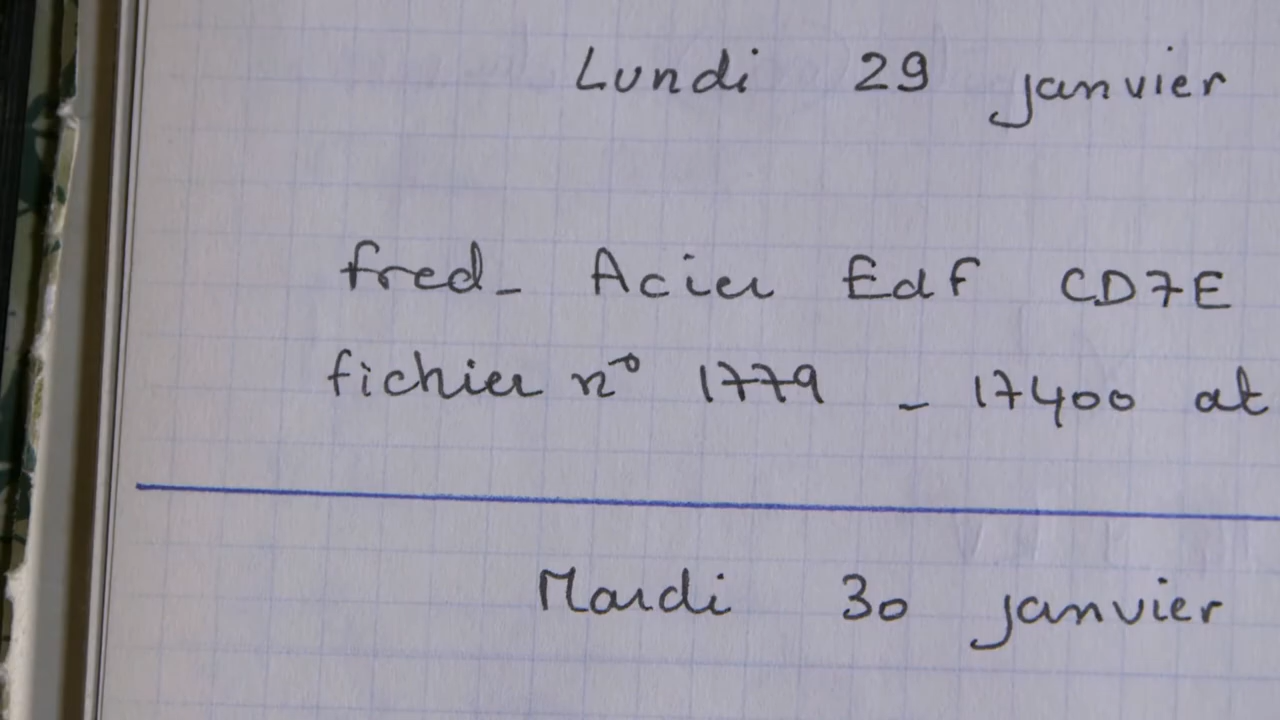 Lundi 29 janvier
fred_ Acier EdF CD7E
fichier n° 1779 _ 17400 at
Mardi 30 janvier